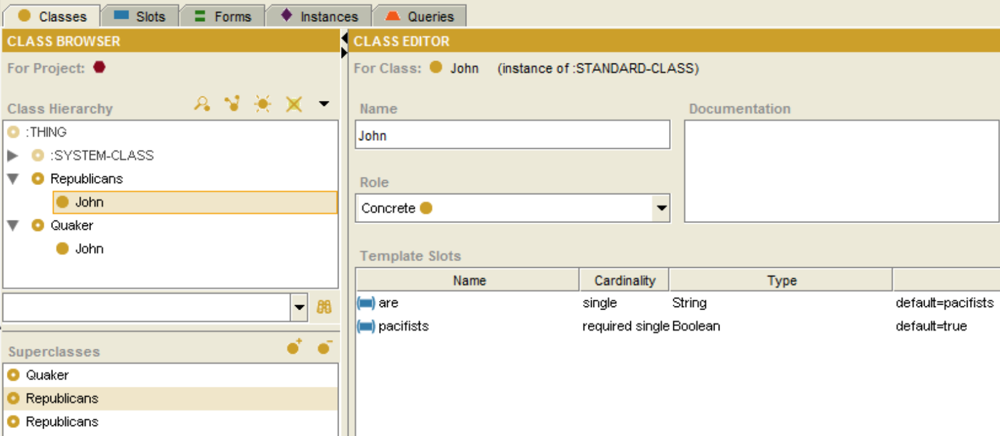 Classes Slots Forms Instances Queries
CLASS BROWSER
For Project:
Class Hierarchy
:THING
:SYSTEM-CLASS
Republicans
John
Quaker
John
Superclasses
Quaker
Republicans
Republicans
CLASS EDITOR
For Class: John (instance of :STANDARD-CLASS)
Name
John
Documentation
Role
Concrete
Template Slots
Name Cardinality Type
are single String default=pacifists
pacifists required single Boolean default=true